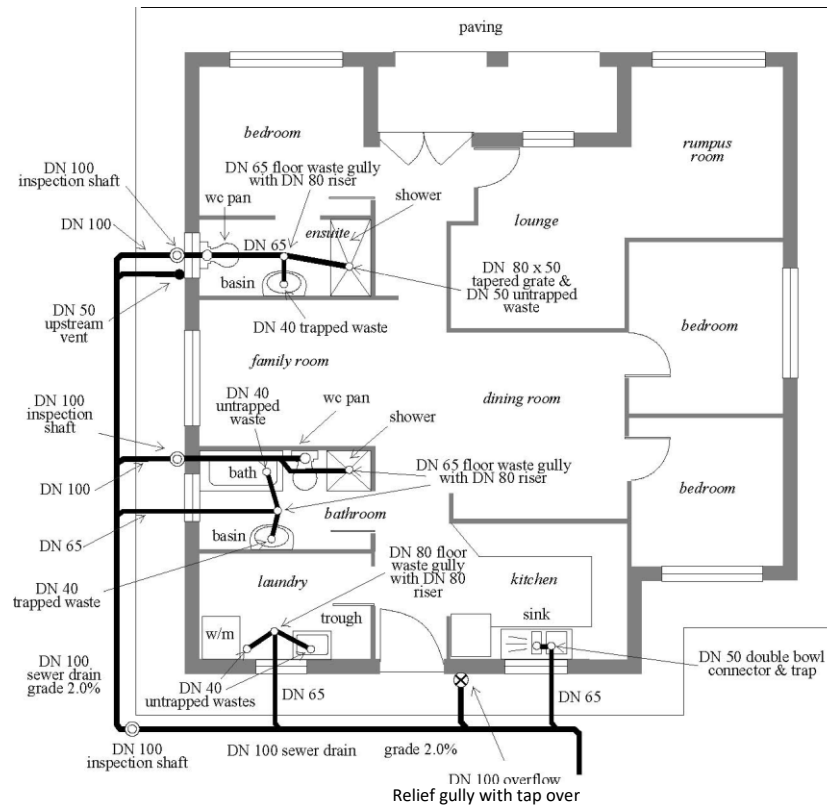 paving
bedroom
DN 65 floor waste gully
with DN 80 riser
rumpus
room
DN 100
inspection shaft
wc pan
shower
DN 100
ensuite
lounge
DN 65
basin
DN 80 x 50
tapered grate &
DN 50 untrapped
waste
DN 50
upstream
vent
DN 40 trapped waste
bedroom
family room
DN 40
untrapped
waste
wc pan
dining room
DN 100
inspection
shaft
shower
bath
DN 65 floor waste gully
with DN 80 riser
DN 100
bedroom
bathroom
DN 65
basin
DN 80 floor
waste gully
with DN 80
riser
DN 40
trapped waste
laundry
kitchen
trough
sink
w/m
DN 100
sewer drain
grade 2.0%
DN 40
untrapped wastes
DN 65
DN 65
DN 50 double bowl
connector & trap
DN 100
inspection shaft
DN 100 sewer drain
grade 2.0%
DN 100 overflow
Relief gully with tap over